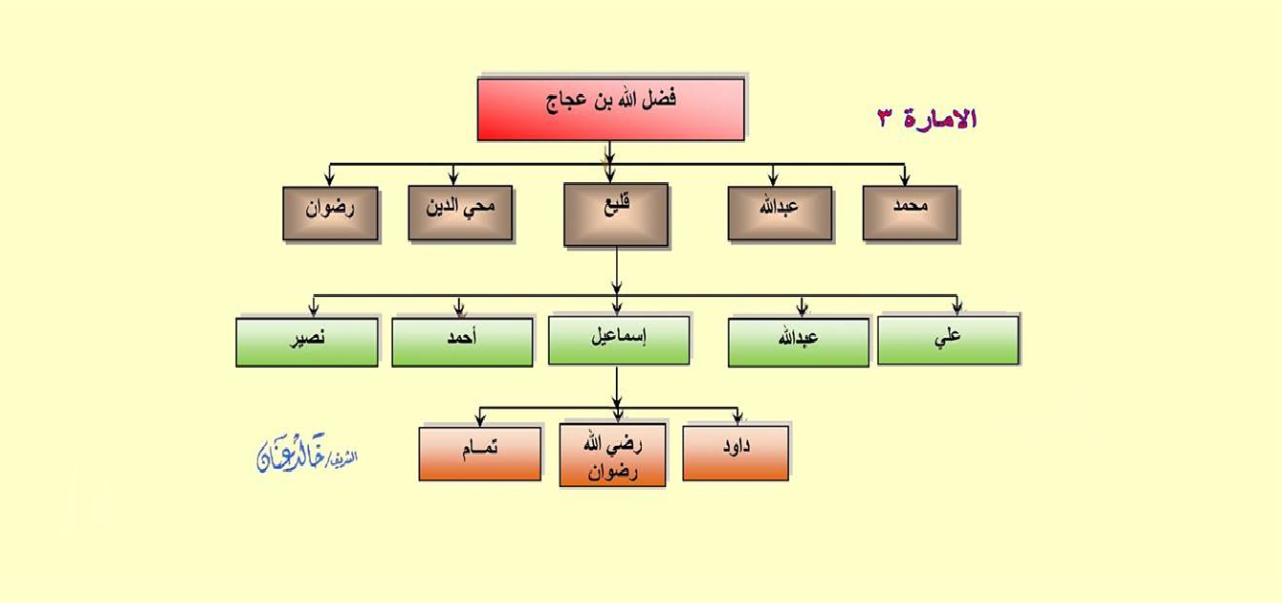 فضل الله بن عجاج
الامارة ٣
محمد
عبدالله
قليع
محي الدين
رضوان
علي
عبدالله
إسماعيل
أحمد
نصير
داود
رضي الله
رضوان
تمـام
الشريف/خالد عنان